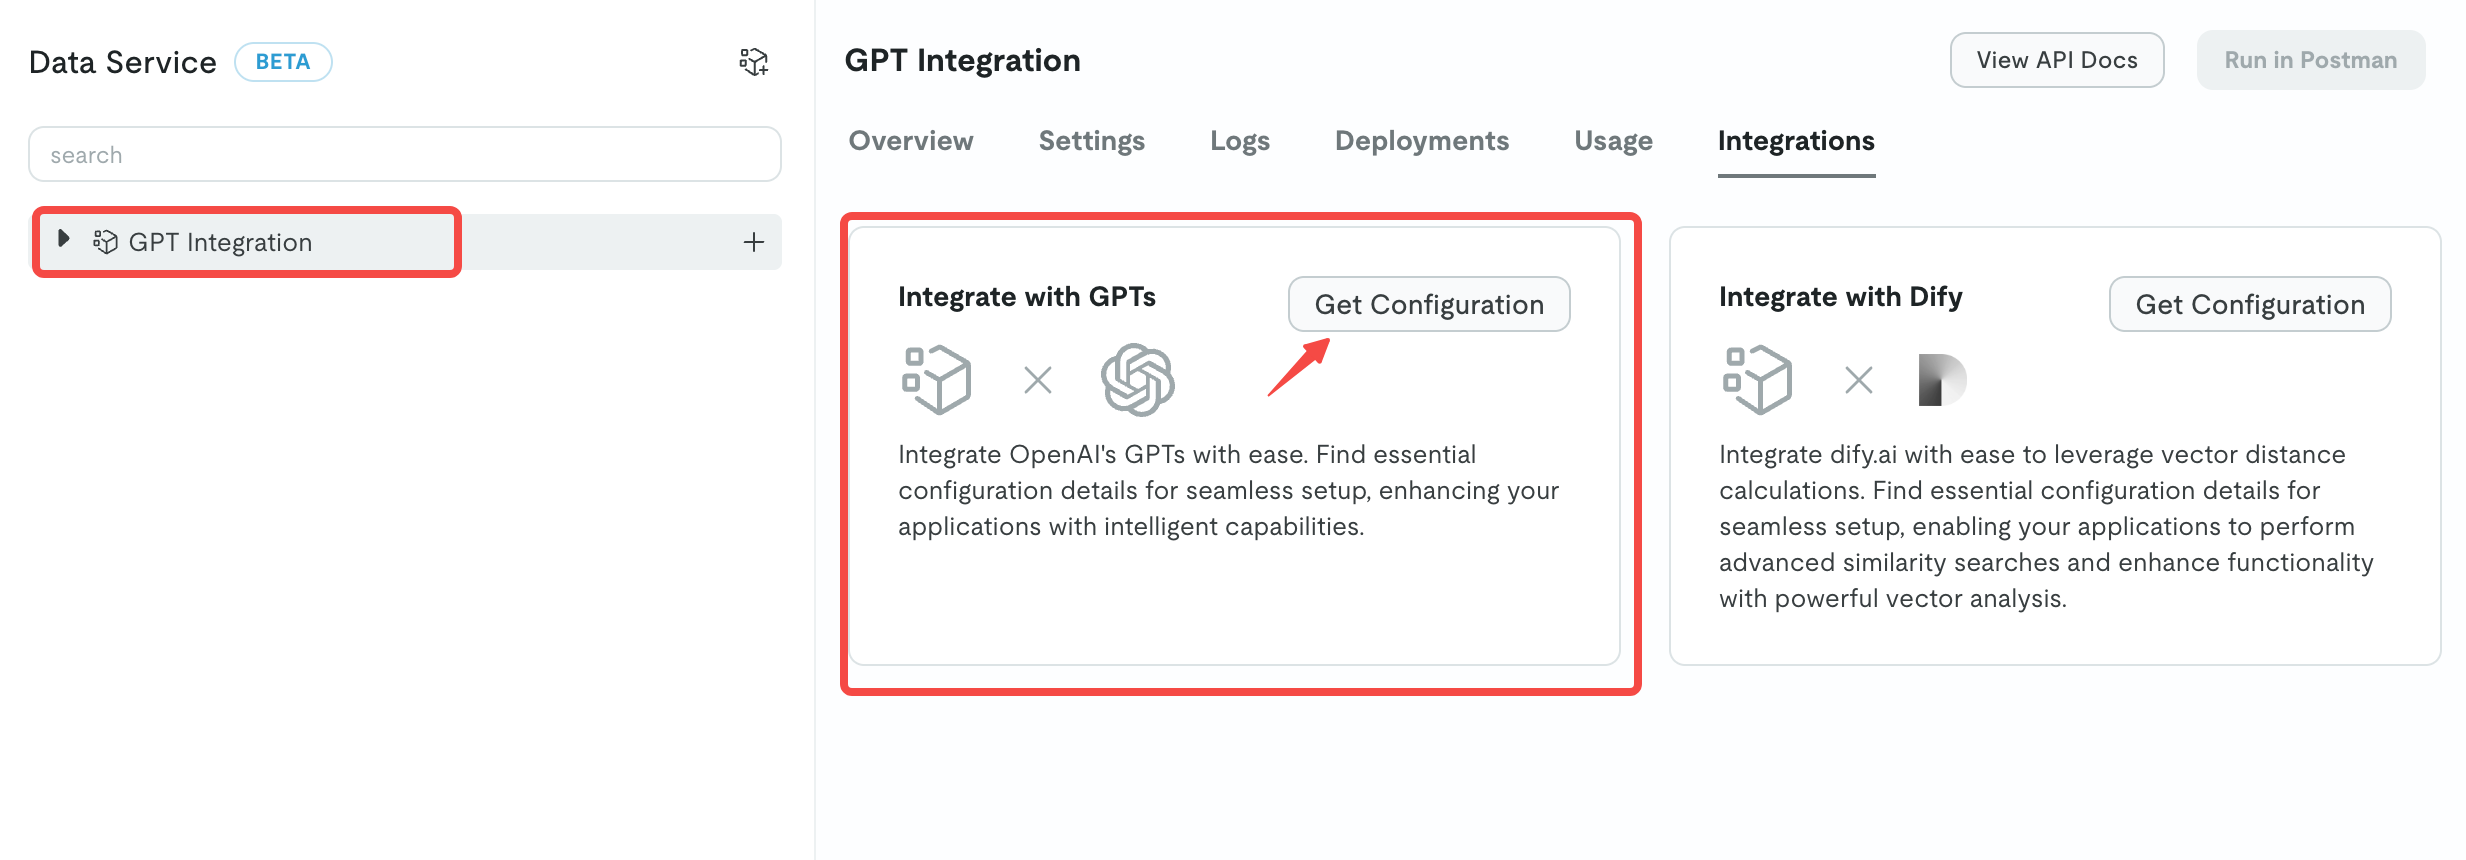 Data Service
BETA
search
GPT Integration
GPT Integration
View API Docs
Run in Postman
Overview
Settings
Logs
Deployments
Usage
Integrations
Integrate with GPTs
Get Configuration
Integrate OpenAI's GPTs with ease. Find essential
configuration details for seamless setup, enhancing your
applications with intelligent capabilities.
Integrate with Dify
Get Configuration
Integrate dify.ai with ease to leverage vector distance
calculations. Find essential configuration details for
seamless setup, enabling your applications to perform
advanced similarity searches and enhance functionality
with powerful vector analysis.